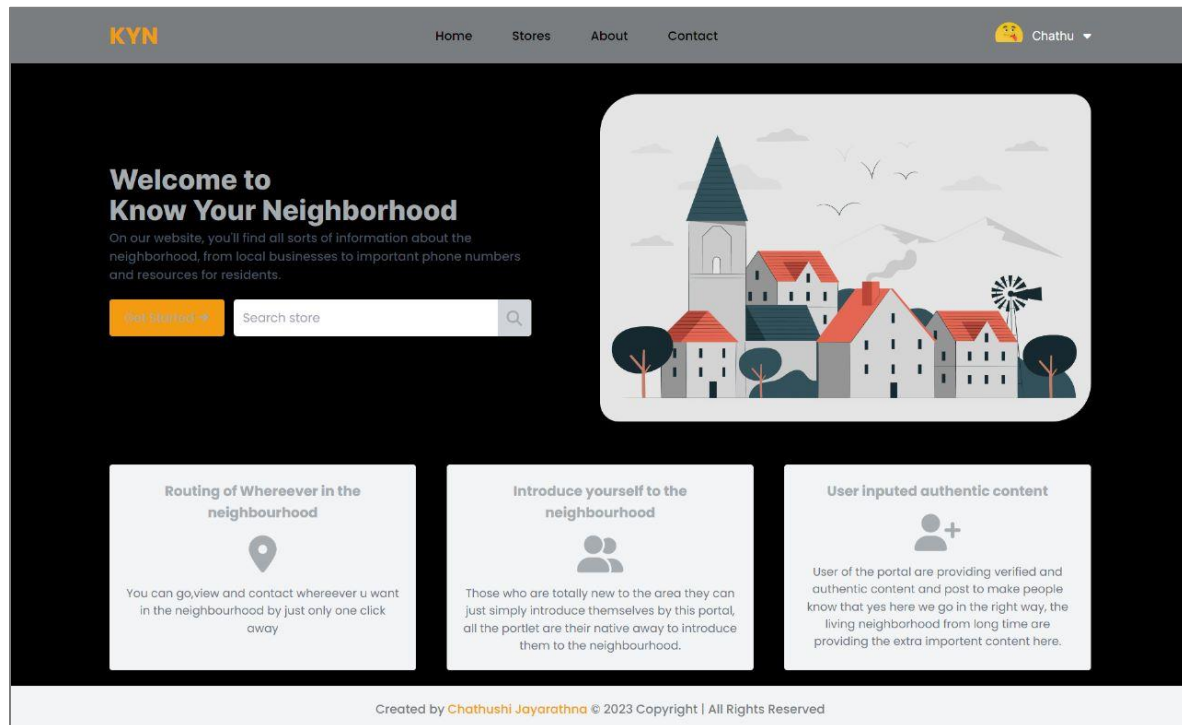 KYN
Home Stores About Contact
Chathu
Welcome to
Know Your Neighborhood
On our website, you'll find all sorts of information about the
neighborhood, from local businesses to important phone numbers
and resources for residents.
Get Started →
Search store
Routing of Whereever in the
neighbourhood
You can go,view and contact whereever u want
in the neighbourhood by just only one click
away
Introduce yourself to the
neighbourhood
Those who are totally new to the area they can
just simply introduce themselves by this portal,
all the portlet are their native away to introduce
them to the neighbourhood.
User inputed authentic content
User of the portal are providing verified and
authentic content and post to make people
know that yes here we go in the right way, the
living neighborhood from long time are
providing the extra importent content here.
Created by Chathushi Jayarathna © 2023 Copyright | All Rights Reserved